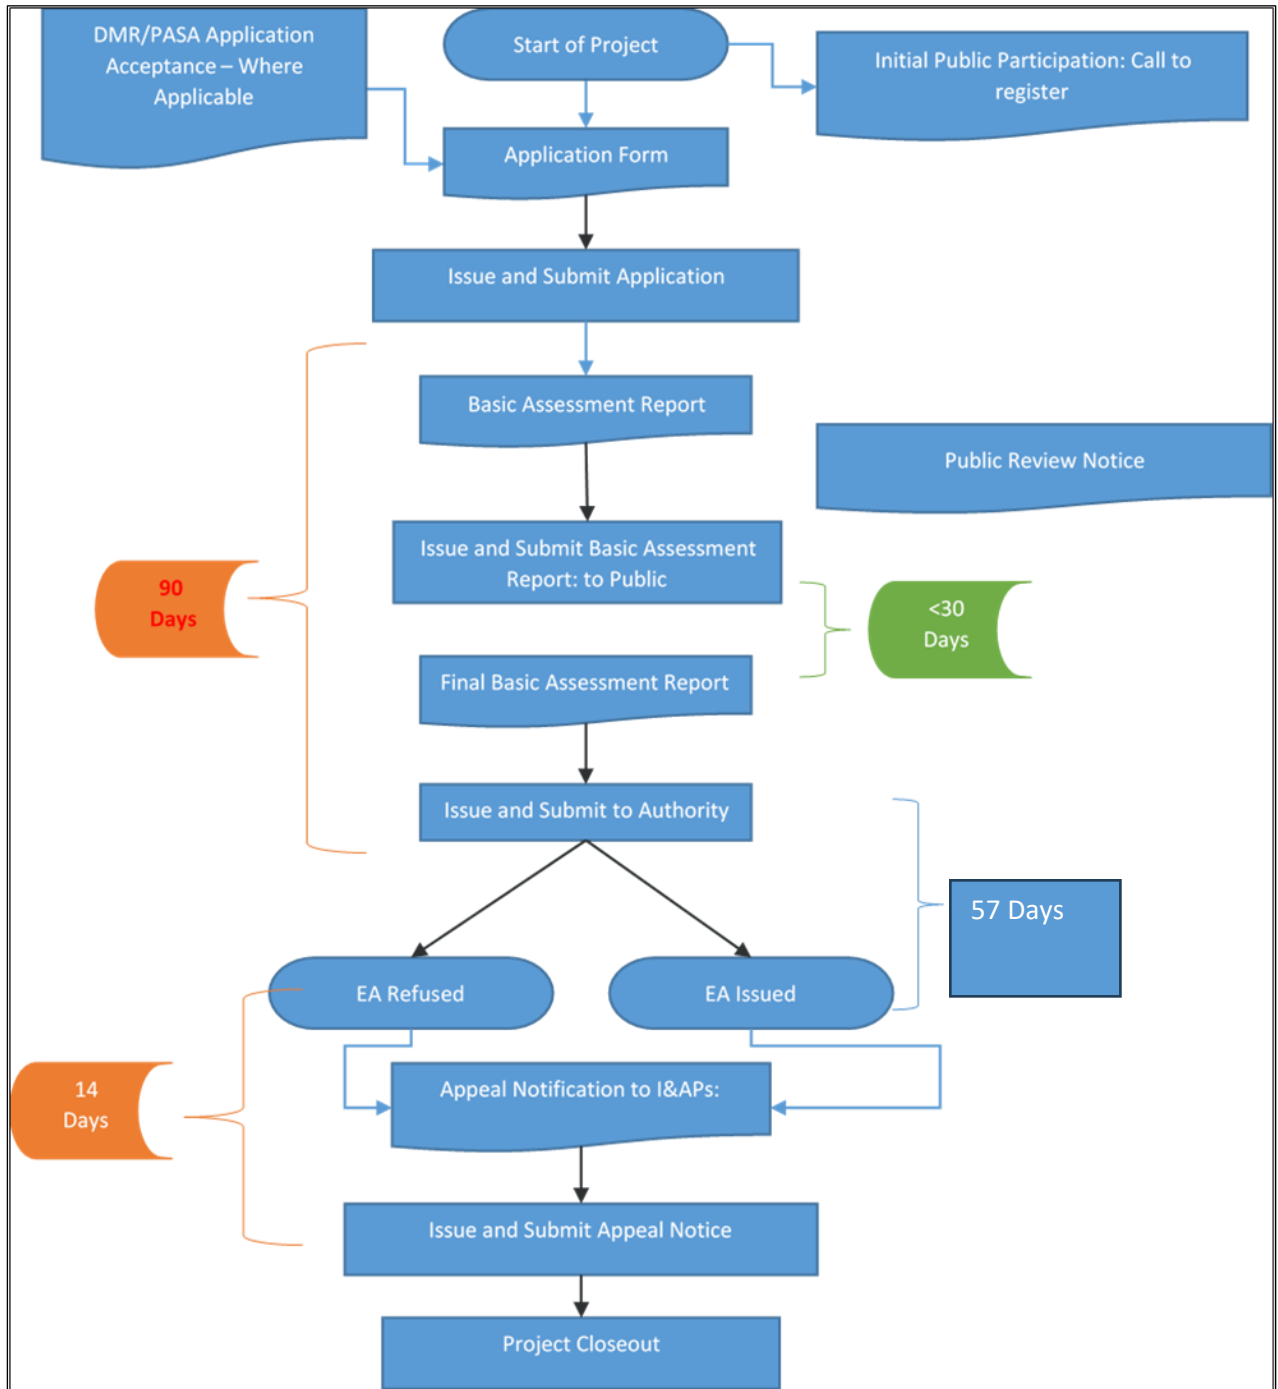 DMR/PASA Application
Acceptance – Where
Applicable
Start of Project
Initial Public Participation: Call to
register
Application Form
Issue and Submit Application
Basic Assessment Report
Public Review Notice
Issue and Submit Basic Assessment
Report: to Public
90
Days
<30
Days
Final Basic Assessment Report
Issue and Submit to Authority
57 Days
EA Refused
EA Issued
14
Days
Appeal Notification to I&APs:
Issue and Submit Appeal Notice
Project Closeout